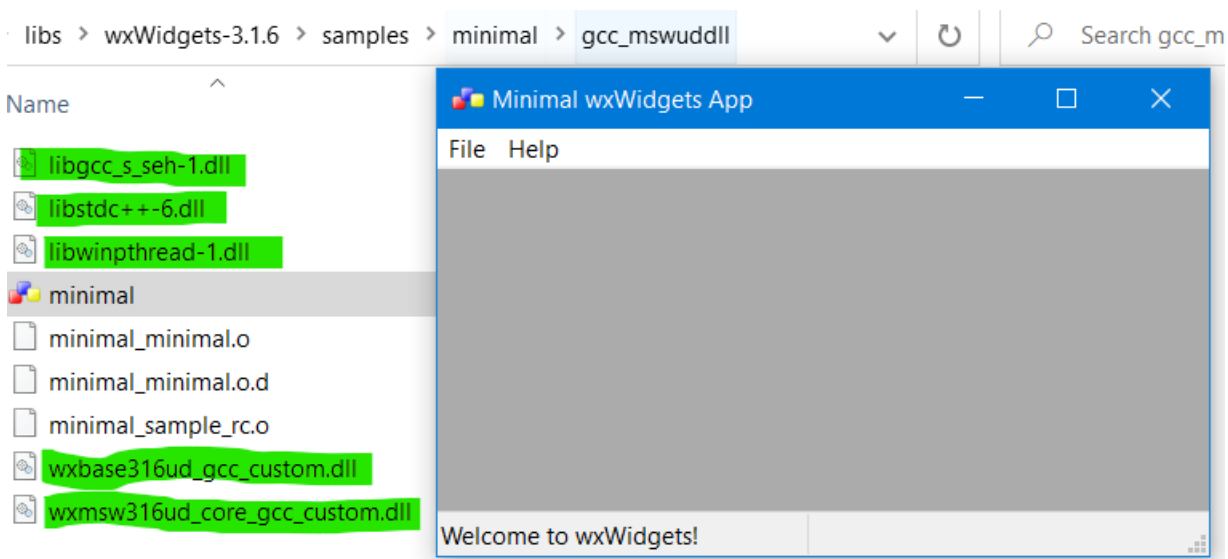 libs > wxWidgets-3.1.6 > samples > minimal > gcc_mswuddll
Search gcc_m
Name
libgcc_s_seh-1.dll
libstdc++-6.dll
libwinpthread-1.dll
minimal
minimal_minimal.o
minimal_minimal.o.d
minimal_sample_rc.o
wxbase316ud_gcc_custom.dll
wxmsw316ud_core_gcc_custom.dll
Minimal wxWidgets App
File Help
Welcome to wxWidgets!